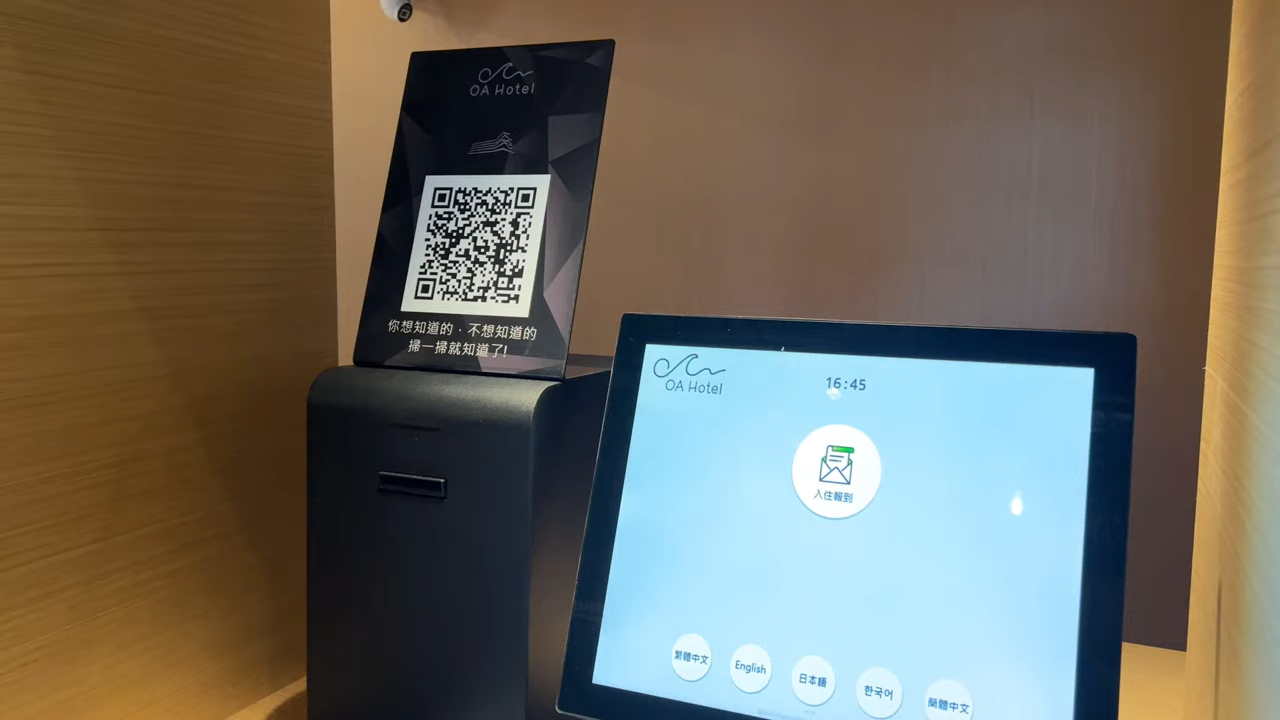 OA Hotel
你想知道的，不想知道的
掃一掃就知道了!
OA Hotel
16:45
入住報到
繁體中文
English
日本語
한국어
簡體中文